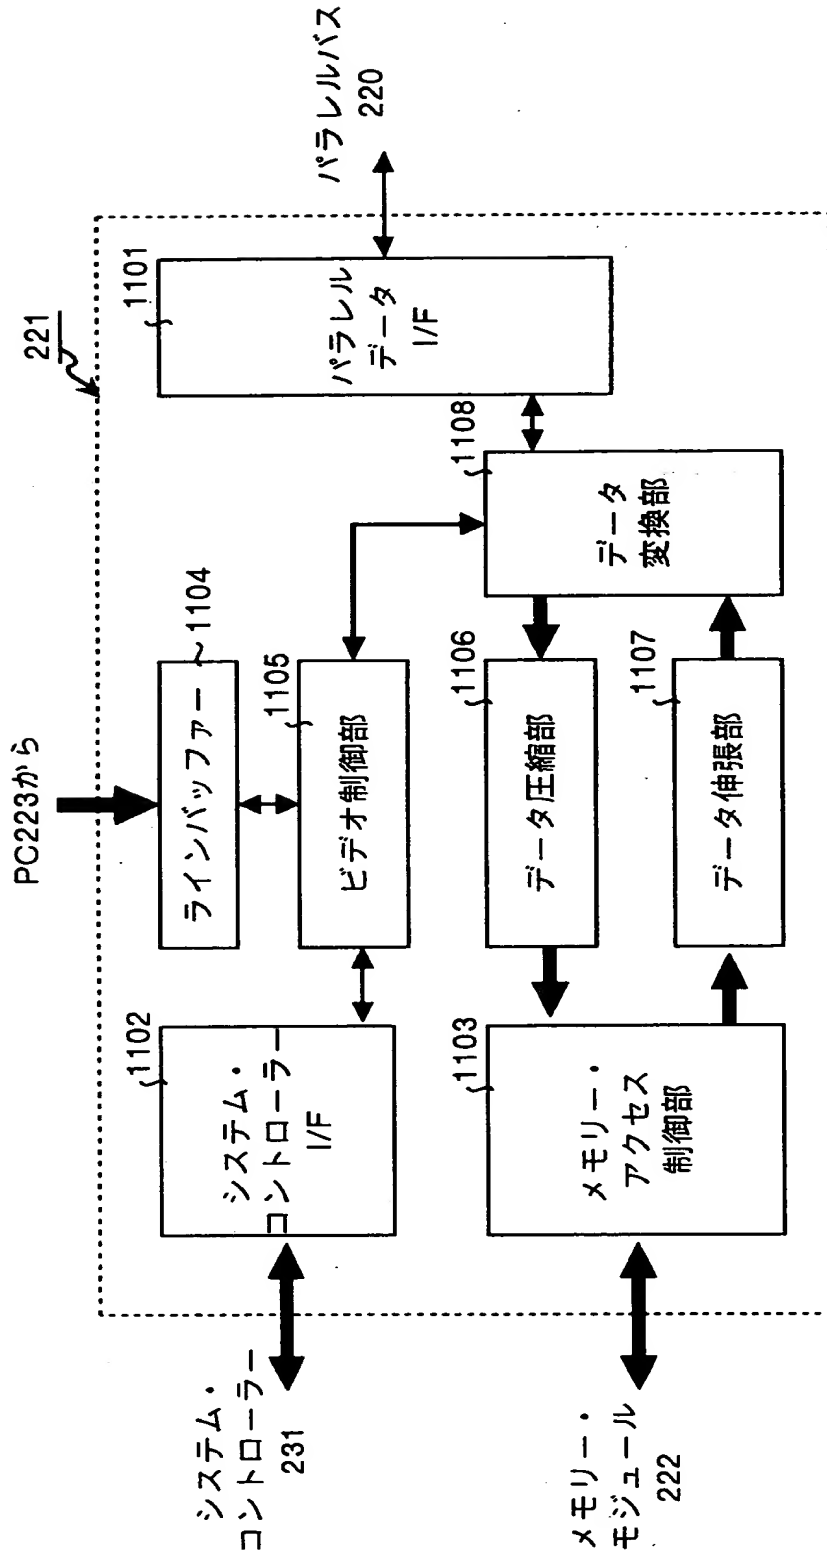 PC223から
221
ラインバッファー
1104
システム・
コントローラー
231
1102
システム・
コントローラー
I/F
1105
ビデオ制御部
1101
パラレル
データ
I/F
パラレルバス
220
メモリー・
モジュール
222
1103
メモリー・
アクセス
制御部
1106
データ圧縮部
1107
データ伸張部
1108
データ
変換部